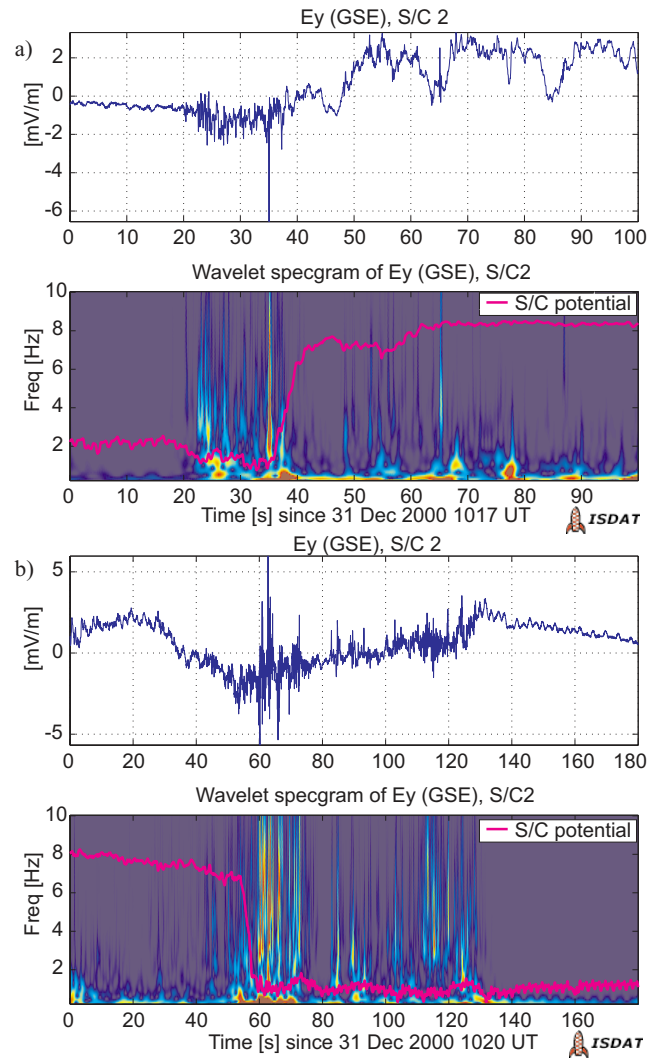 Ey (GSE), S/C 2
a)
2
0
-2
-4
-6
[mV/m]
0 10 20 30 40 50 60 70 80 90 100
Wavelet specgram of Ey (GSE), S/C2
10
8
6
4
2
Freq [Hz]
S/C potential
0 10 20 30 40 50 60 70 80 90
Time [s] since 31 Dec 2000 1017 UT
ISDAT
Ey (GSE), S/C 2
b)
5
0
-5
[mV/m]
0 20 40 60 80 100 120 140 160 180
Wavelet specgram of Ey (GSE), S/C2
10
8
6
4
2
Freq [Hz]
S/C potential
0 20 40 60 80 100 120 140 160
Time [s] since 31 Dec 2000 1020 UT
ISDAT